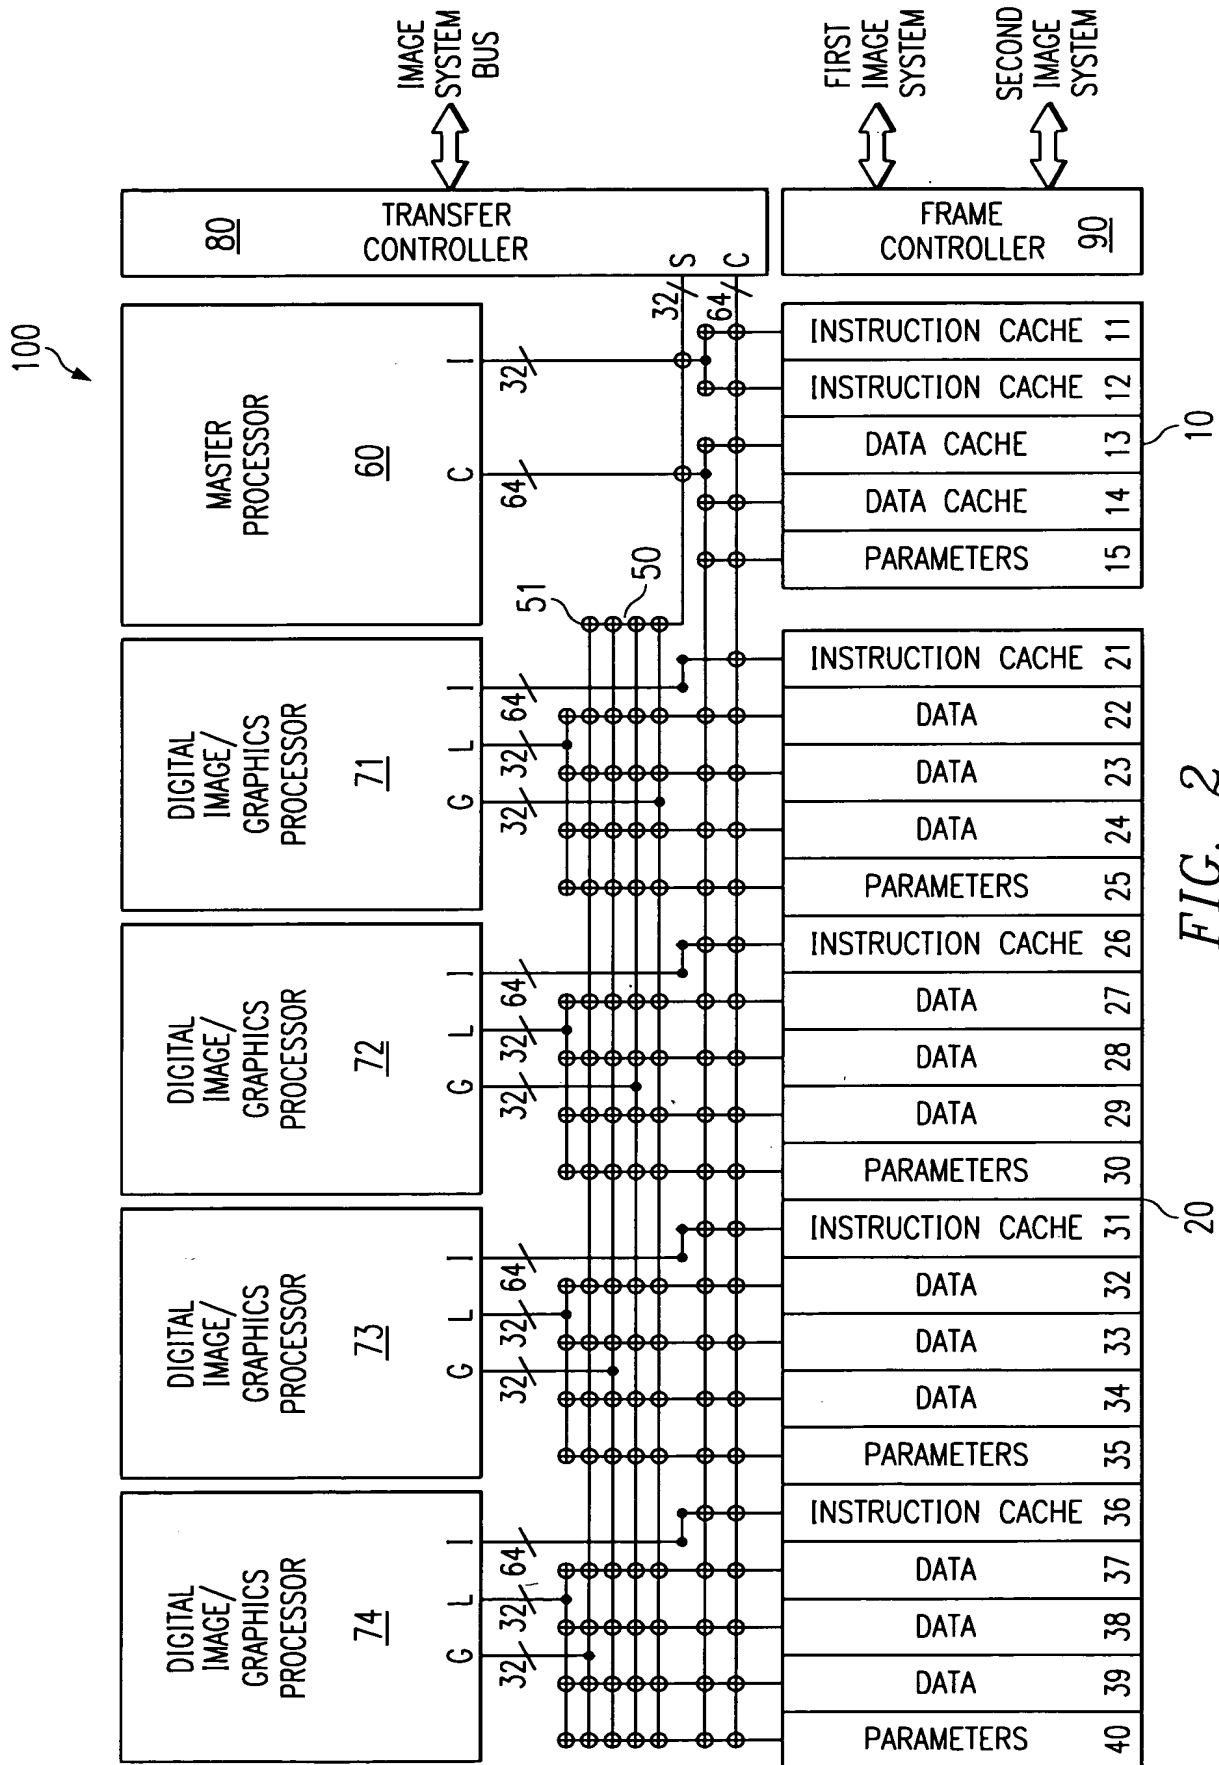 100
DIGITAL
IMAGE/
GRAPHICS
PROCESSOR
74
G
L
I
32
32
64
DIGITAL
IMAGE/
GRAPHICS
PROCESSOR
73
G
L
I
32
32
64
DIGITAL
IMAGE/
GRAPHICS
PROCESSOR
72
G
L
I
32
32
64
DIGITAL
IMAGE/
GRAPHICS
PROCESSOR
71
G
L
I
32
32
64
MASTER
PROCESSOR
60
C
I
64
32
TRANSFER
CONTROLLER
80
S
C
32
64
IMAGE
SYSTEM
BUS
51
50
PARAMETERS 40
DATA 39
DATA 38
DATA 37
INSTRUCTION CACHE 36
PARAMETERS 35
DATA 34
DATA 33
DATA 32
INSTRUCTION CACHE 31
PARAMETERS 30
DATA 29
DATA 28
DATA 27
INSTRUCTION CACHE 26
PARAMETERS 25
DATA 24
DATA 23
DATA 22
INSTRUCTION CACHE 21
PARAMETERS 15
DATA CACHE 14
DATA CACHE 13
INSTRUCTION CACHE 12
INSTRUCTION CACHE 11
FRAME
CONTROLLER
90
FIRST
IMAGE
SYSTEM
SECOND
IMAGE
SYSTEM
20
10
FIG. 2